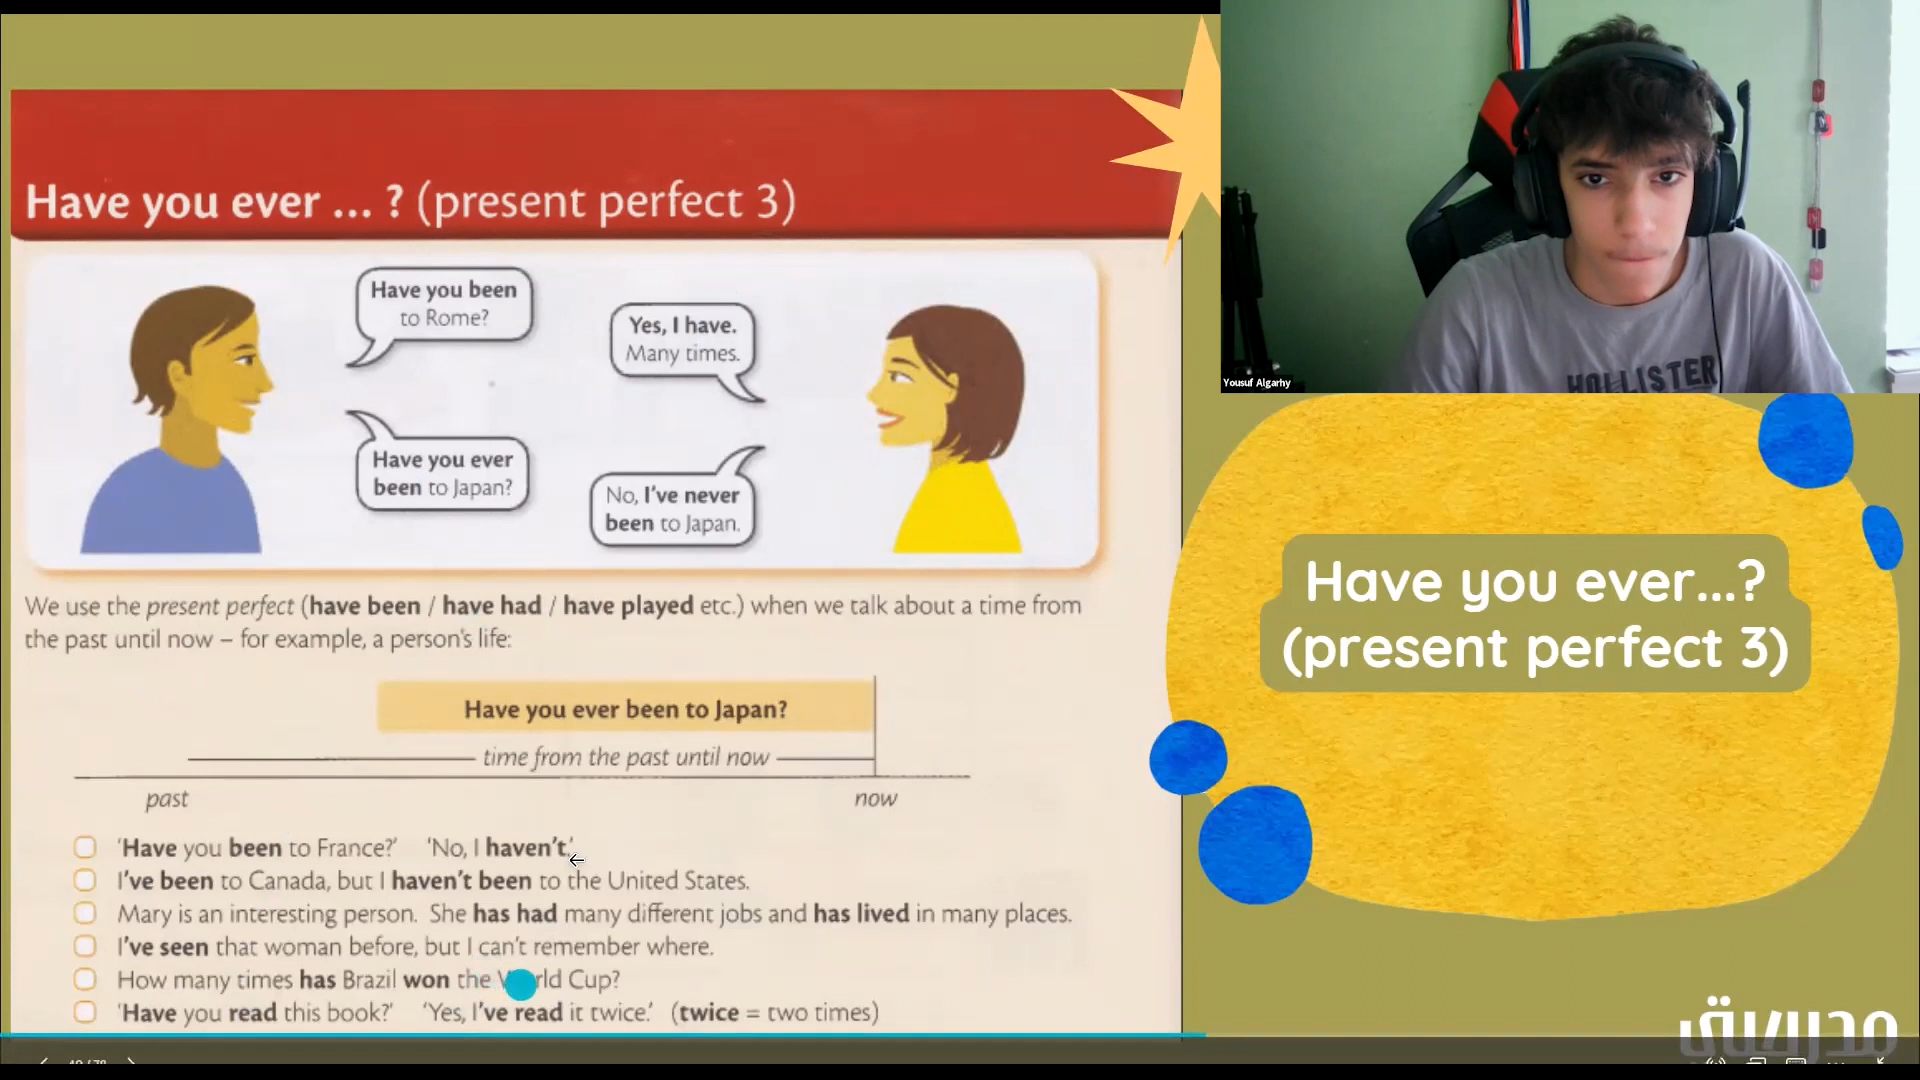 Have you ever ... ? (present perfect 3)
Have you been
to Rome?
Yes, I have.
Many times.
Have you ever
been to Japan?
No, I've never
been to Japan.
We use the present perfect (have been / have had / have played etc.) when we talk about a time from
the past until now – for example, a person's life:
Have you ever been to Japan?
time from the past until now
past
now
'Have you been to France?' 'No, I haven't.'
I've been to Canada, but I haven't been to the United States.
Mary is an interesting person. She has had many different jobs and has lived in many places.
I've seen that woman before, but I can't remember where.
How many times has Brazil won the World Cup?
'Have you read this book?' 'Yes, I've read it twice.' (twice = two times)
HOLLISTER
Yousuf Algarhy
Have you ever...?
(present perfect 3)
مدرستي